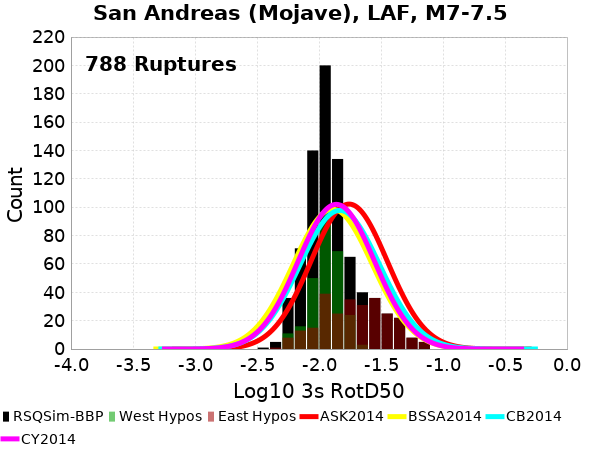 San Andreas (Mojave), LAF, M7-7.5
788 Ruptures
220
200
180
160
140
120
100
80
60
40
20
0
Count
-4.0 -3.5 -3.0 -2.5 -2.0 -1.5 -1.0 -0.5 0.0
Log10 3s RotD50
RSQSim-BBP West Hypos East Hypos ASK2014 BSSA2014 CB2014
CY2014